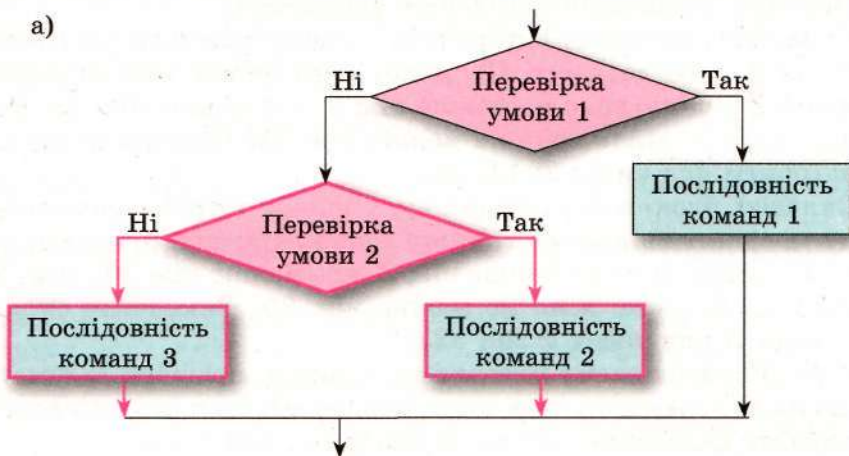 а)
Перевірка
умови 1
Ні
Так
Послідовність
команд 1
Перевірка
умови 2
Ні
Так
Послідовність
команд 3
Послідовність
команд 2